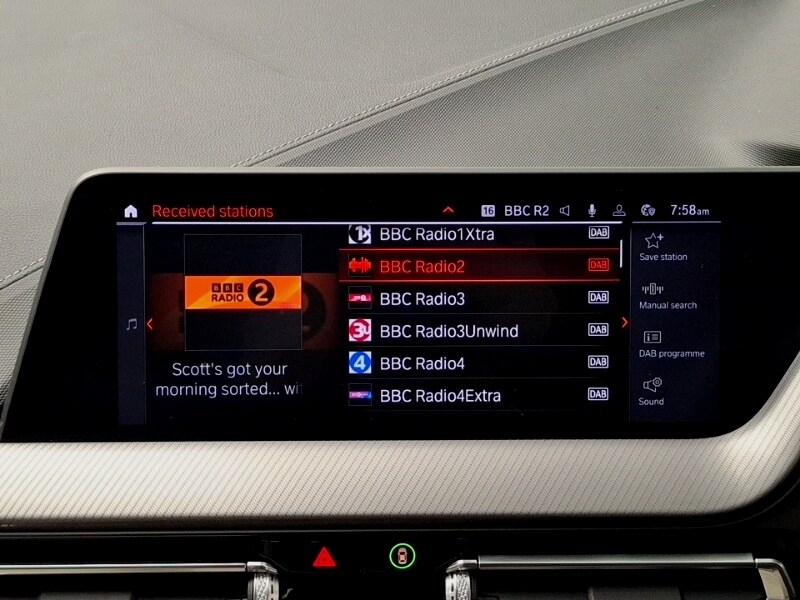 Received stations
16 BBC R2 7:58am
BBC
RADIO 2
Scott's got your
morning sorted... wi
BBC Radio1Xtra DAB
BBC Radio2 DAB
BBC Radio3 DAB
BBC Radio3Unwind DAB
BBC Radio4 DAB
BBC Radio4Extra DAB
Save station
Manual search
DAB programme
Sound